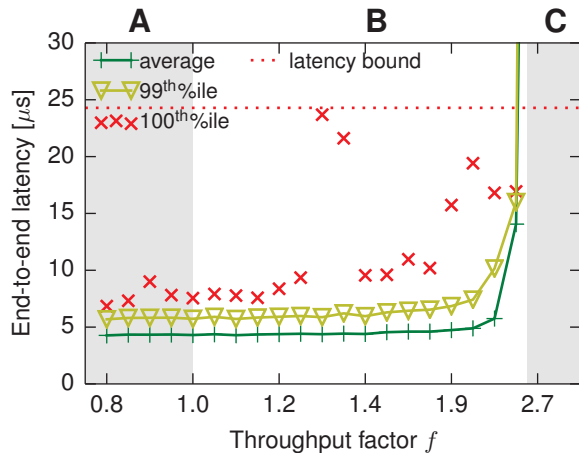 A B C
30
25
20
15
10
5
0
End-to-end latency [μs]
average
99th%ile
100th%ile
latency bound
0.8 1.0 1.2 1.4 1.9 2.7
Throughput factor f